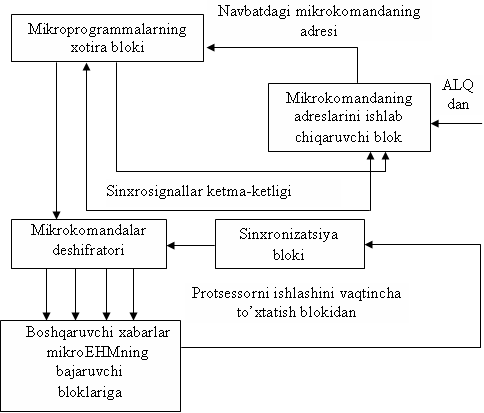 Navbatdagi mikrokomandaning
adresi
Mikroprogrammalarning
xotira bloki
ALQ
dan
Mikrokomandaning
adreslarini ishlab
chiqaruvchi blok
Sinxrosignallar ketma-ketligi
Mikrokomandalar
deshifratori
Sinxronizatsiya
bloki
Protsessorni ishlashini vaqtincha
to’xtatish blokidan
Boshqaruvchi xabarlar
mikroEHMning
bajaruvchi
bloklariga